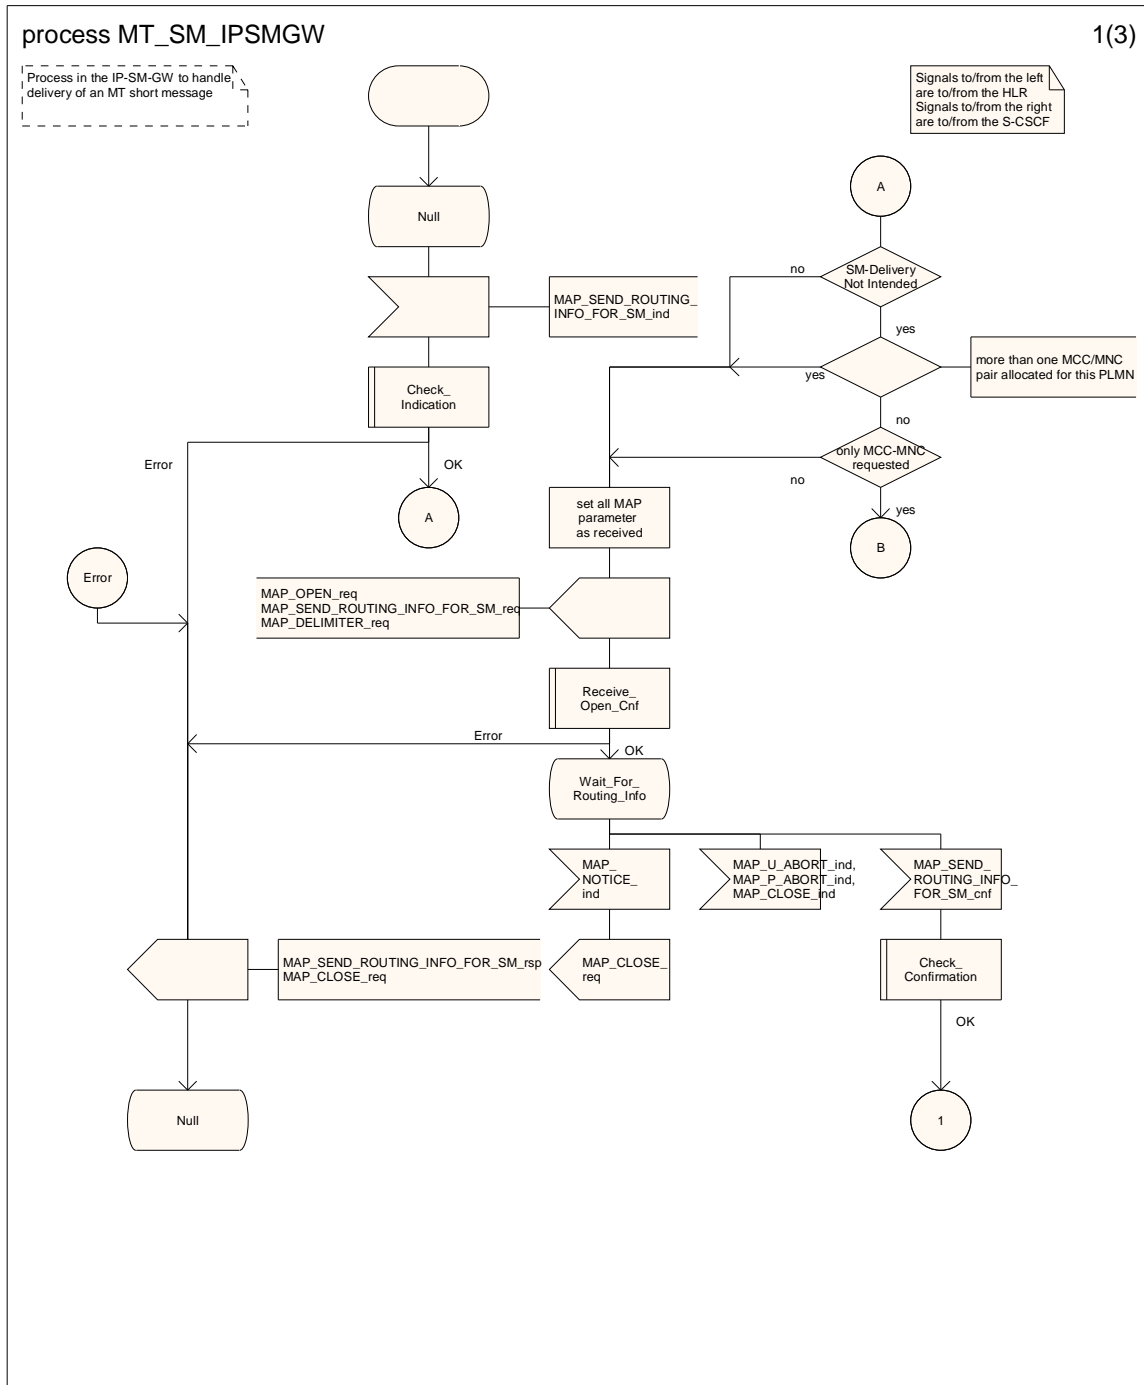 process MT_SM_IPSMGW
1(3)
Process in the IP-SM-GW to handle
delivery of an MT short message
Signals to/from the left
are to/from the HLR
Signals to/from the right
are to/from the S-CSCF
Null
MAP_SEND_ROUTING_
INFO_FOR_SM_ind
Check_
Indication
Error
OK
A
A
SM-Delivery
Not Intended
no
yes
more than one MCC/MNC
pair allocated for this PLMN
yes
no
only MCC-MNC
requested
no
yes
B
set all MAP
parameter
as received
Error
MAP_OPEN_req
MAP_SEND_ROUTING_INFO_FOR_SM_req
MAP_DELIMITER_req
Receive_
Open_Cnf
Error
OK
Wait_For_
Routing_Info
MAP_
NOTICE_
ind
MAP_U_ABORT_ind,
MAP_P_ABORT_ind,
MAP_CLOSE_ind
MAP_SEND_
ROUTING_INFO_
FOR_SM_cnf
MAP_SEND_ROUTING_INFO_FOR_SM_rsp
MAP_CLOSE_req
MAP_CLOSE_
req
Check_
Confirmation
OK
Null
1